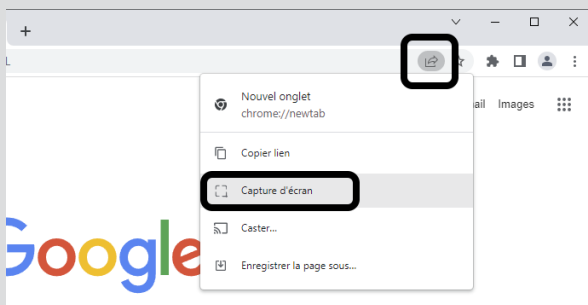 L
Nouvel onglet
chrome://newtab
ail Images
Copier lien
Capture d'écran
Caster...
Enregistrer la page sous...
Google